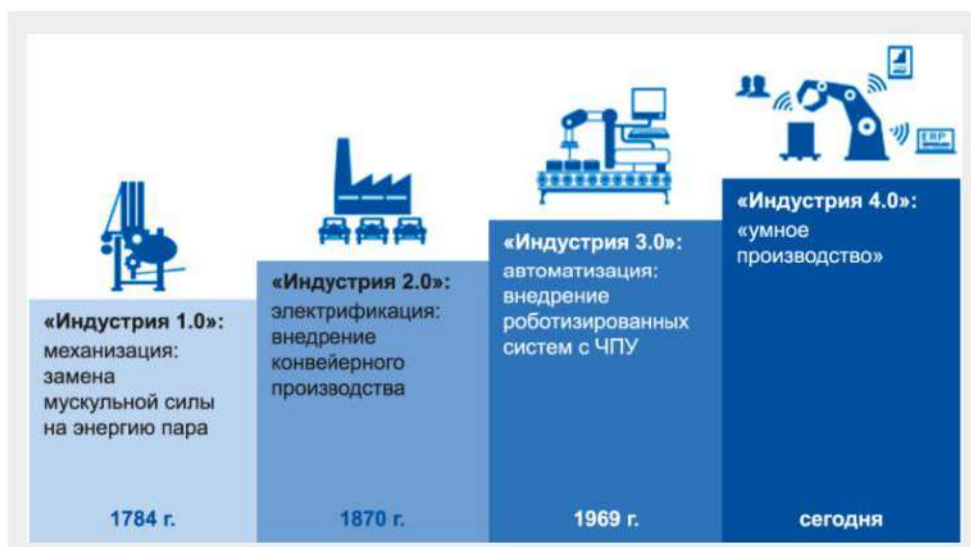 ERP
«Индустрия 1.0»:
механизация:
замена
мускульной силы
на энергию пара
1784 г.
«Индустрия 2.0»:
электрификация:
внедрение
конвейерного
производства
1870 г.
«Индустрия 3.0»:
автоматизация:
внедрение
роботизированных
систем с ЧПУ
1969 г.
«Индустрия 4.0»:
«умное
производство»
сегодня